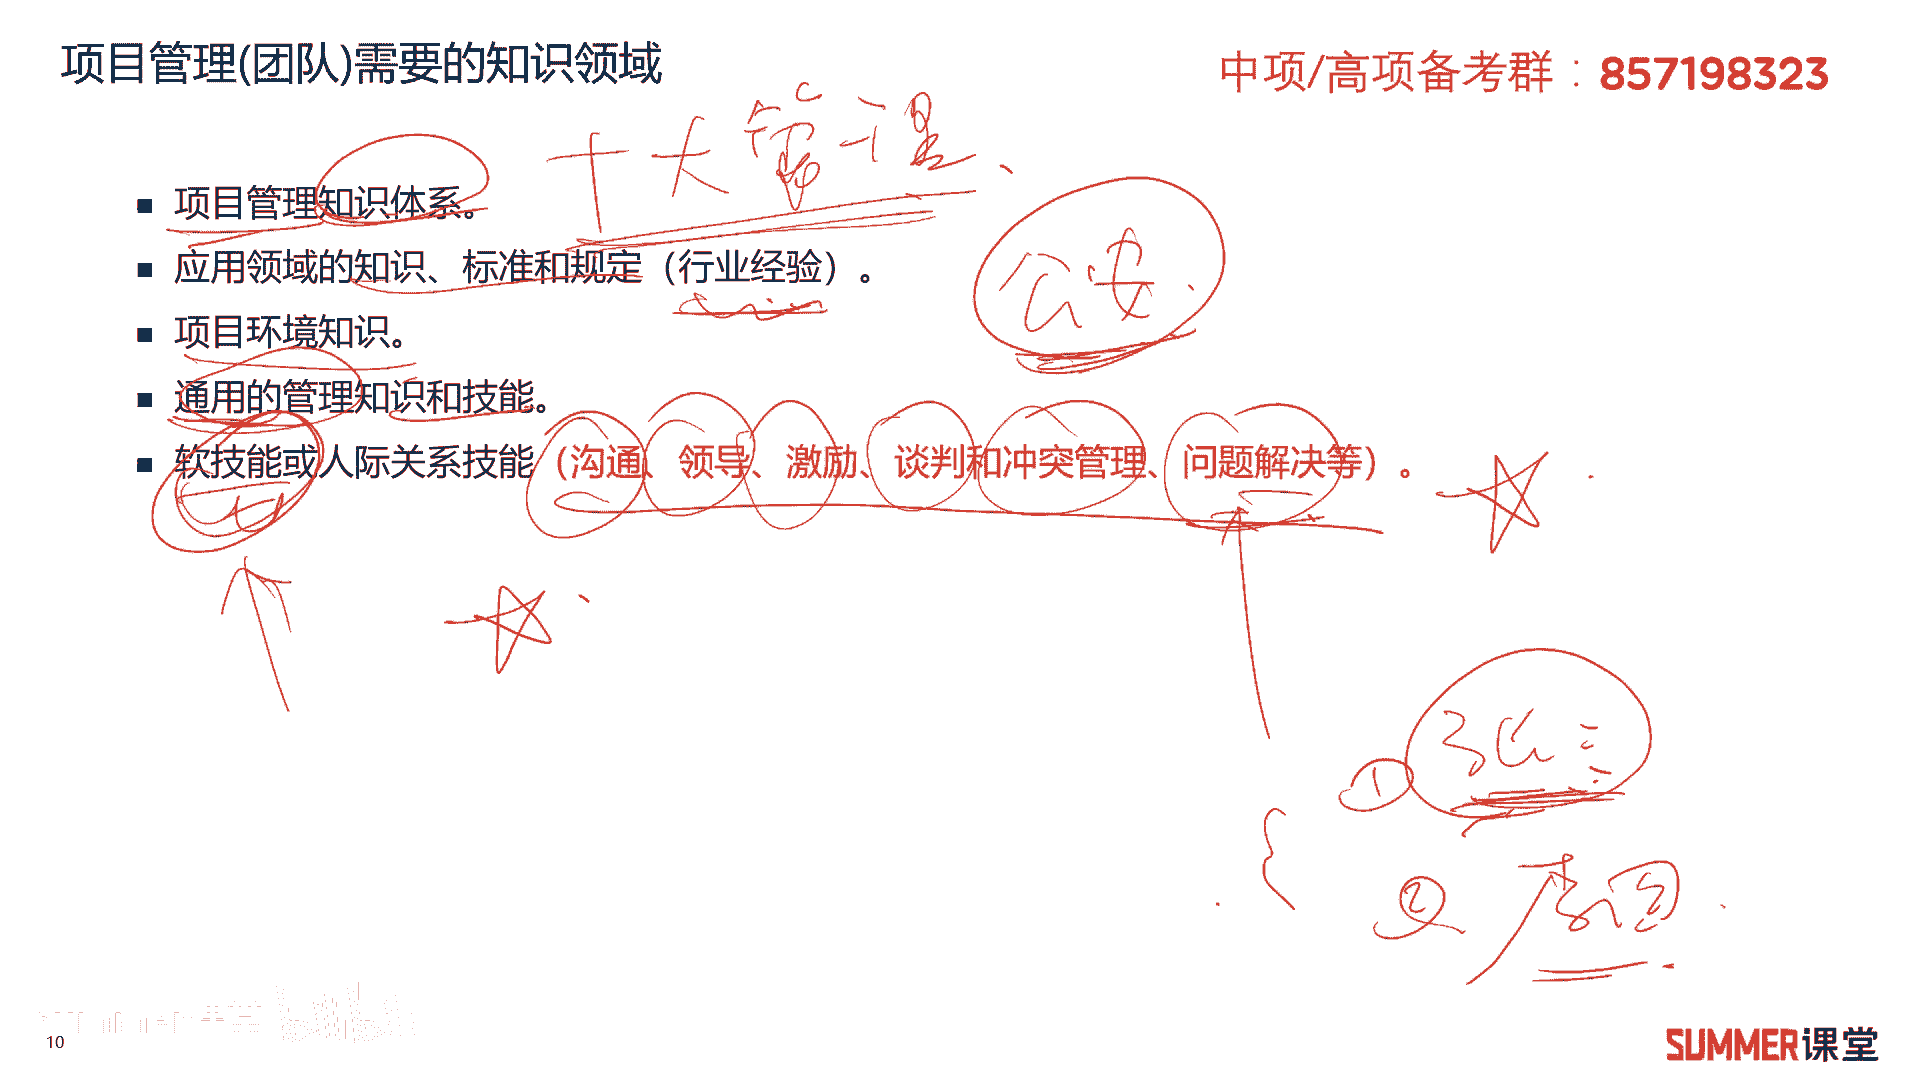 项目管理(团队)需要的知识领域
中项/高项备考群：857198323
十大管理
■ 项目管理知识体系。
■ 应用领域的知识、标准和规定（行业经验）。
公安
■ 项目环境知识。
■ 通用的管理知识和技能。
■ 软技能或人际关系技能（沟通、领导、激励、谈判和冲突管理、问题解决等）。
①
②
10
SUMMER课堂